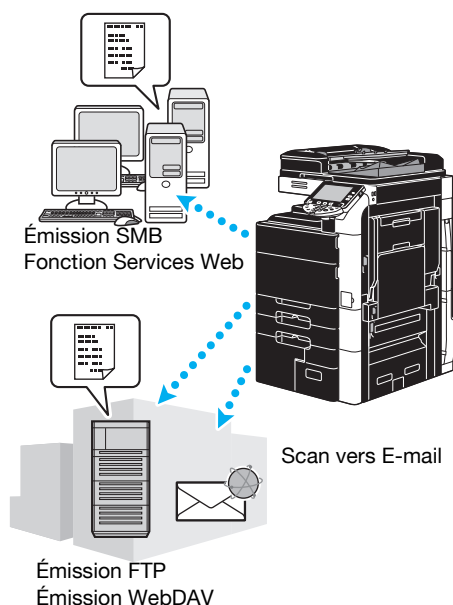 Émission SMB
Fonction Services Web
Scan vers E-mail
Émission FTP
Émission WebDAV